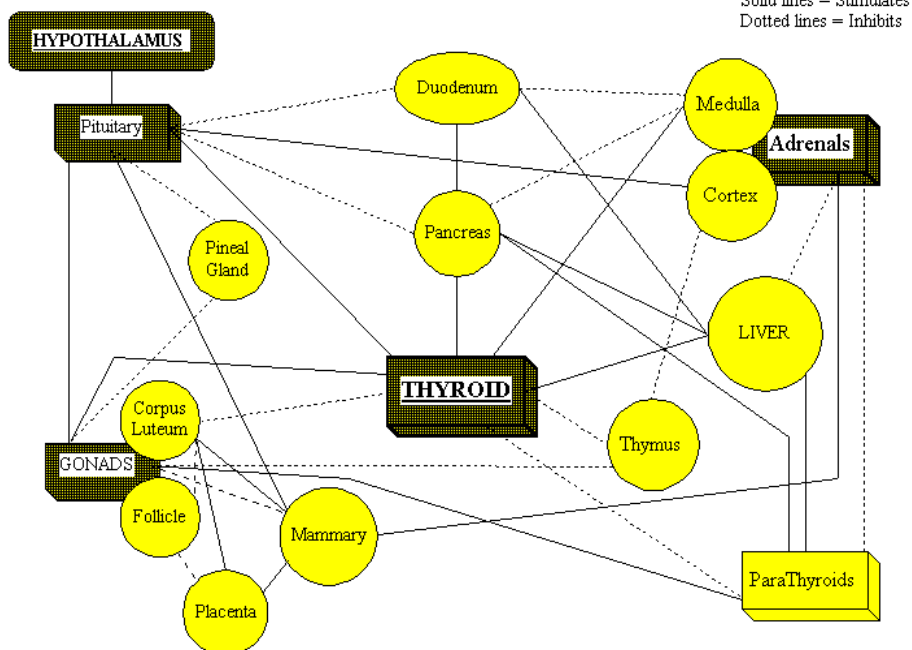 Solid lines = Stimulates
Dotted lines = Inhibits
HYPOTHALAMUS
Duodenum
Medulla
Pituitary
Adrenals
Cortex
Pancreas
Pineal
Gland
LIVER
THYROID
Corpus
Luteum
Thymus
GONADS
Follicle
Mammary
ParaThyroids
Placenta